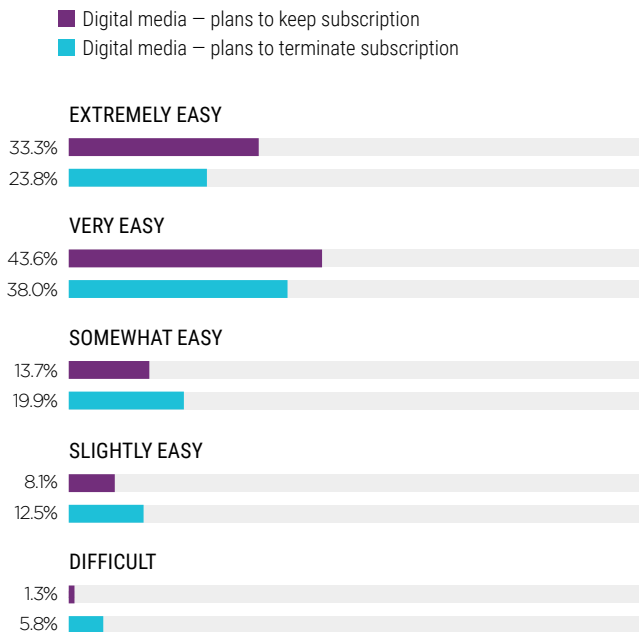 Digital media — plans to keep subscription
Digital media — plans to terminate subscription
EXTREMELY EASY
33.3%
23.8%
VERY EASY
43.6%
38.0%
SOMEWHAT EASY
13.7%
19.9%
SLIGHTLY EASY
8.1%
12.5%
DIFFICULT
1.3%
5.8%